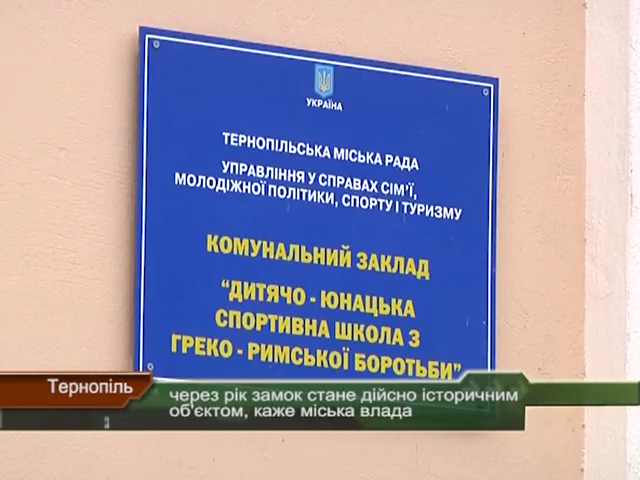 УКРАЇНА
ТЕРНОПІЛЬСЬКА МІСЬКА РАДА
УПРАВЛІННЯ У СПРАВАХ СІМ'Ї,
МОЛОДІЖНОЇ ПОЛІТИКИ, СПОРТУ І ТУРИЗМУ
КОМУНАЛЬНИЙ ЗАКЛАД
“ДИТЯЧО - ЮНАЦЬКА
СПОРТИВНА ШКОЛА З
ГРЕКО - РИМСЬКОЇ БОРОТЬБИ”
Тернопіль
через рік замок стане дійсно історичним
об'єктом, каже міська влада